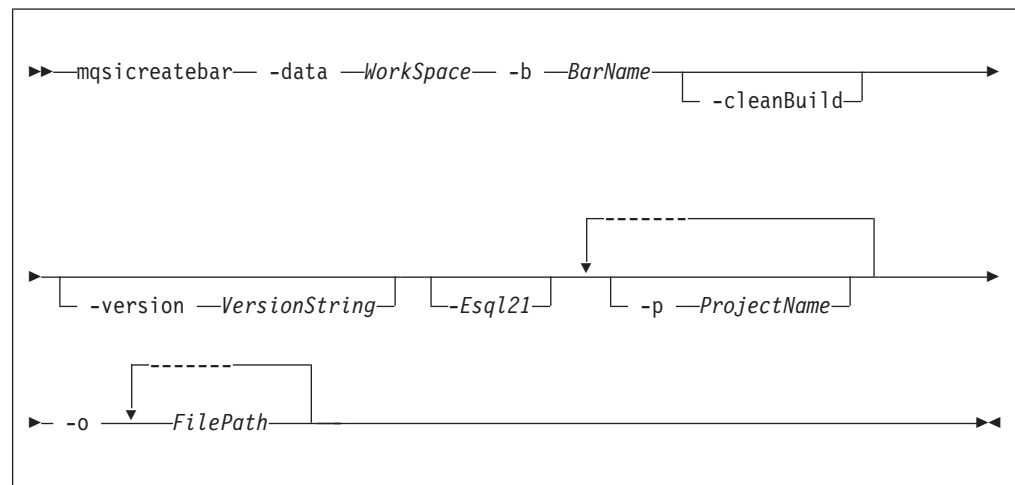 mqsicreatebar -data WorkSpace -b BarName
-cleanBuild
-version VersionString -Esql21 -p ProjectName
-o FilePath